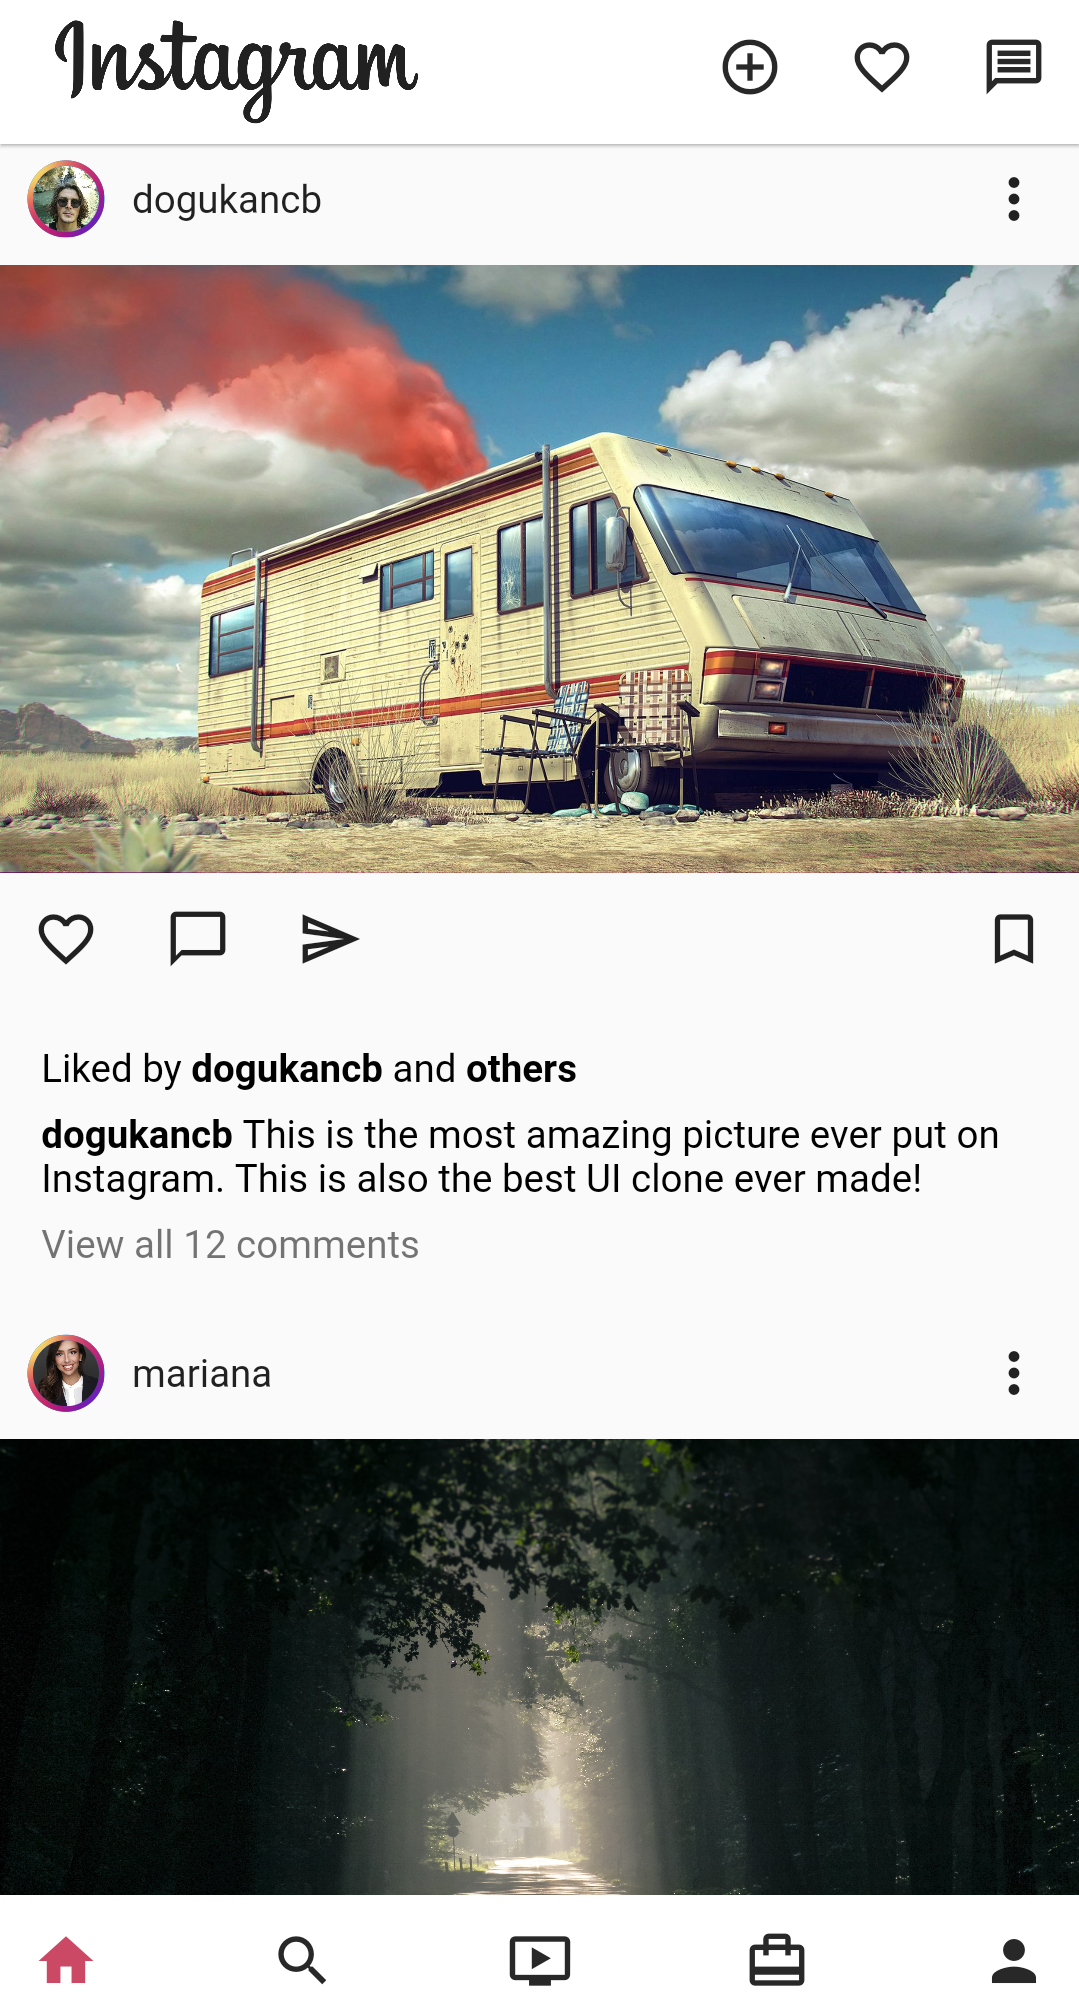 Instagram
dogukancb
Liked by dogukancb and others
dogukancb This is the most amazing picture ever put on
Instagram. This is also the best UI clone ever made!
View all 12 comments
mariana